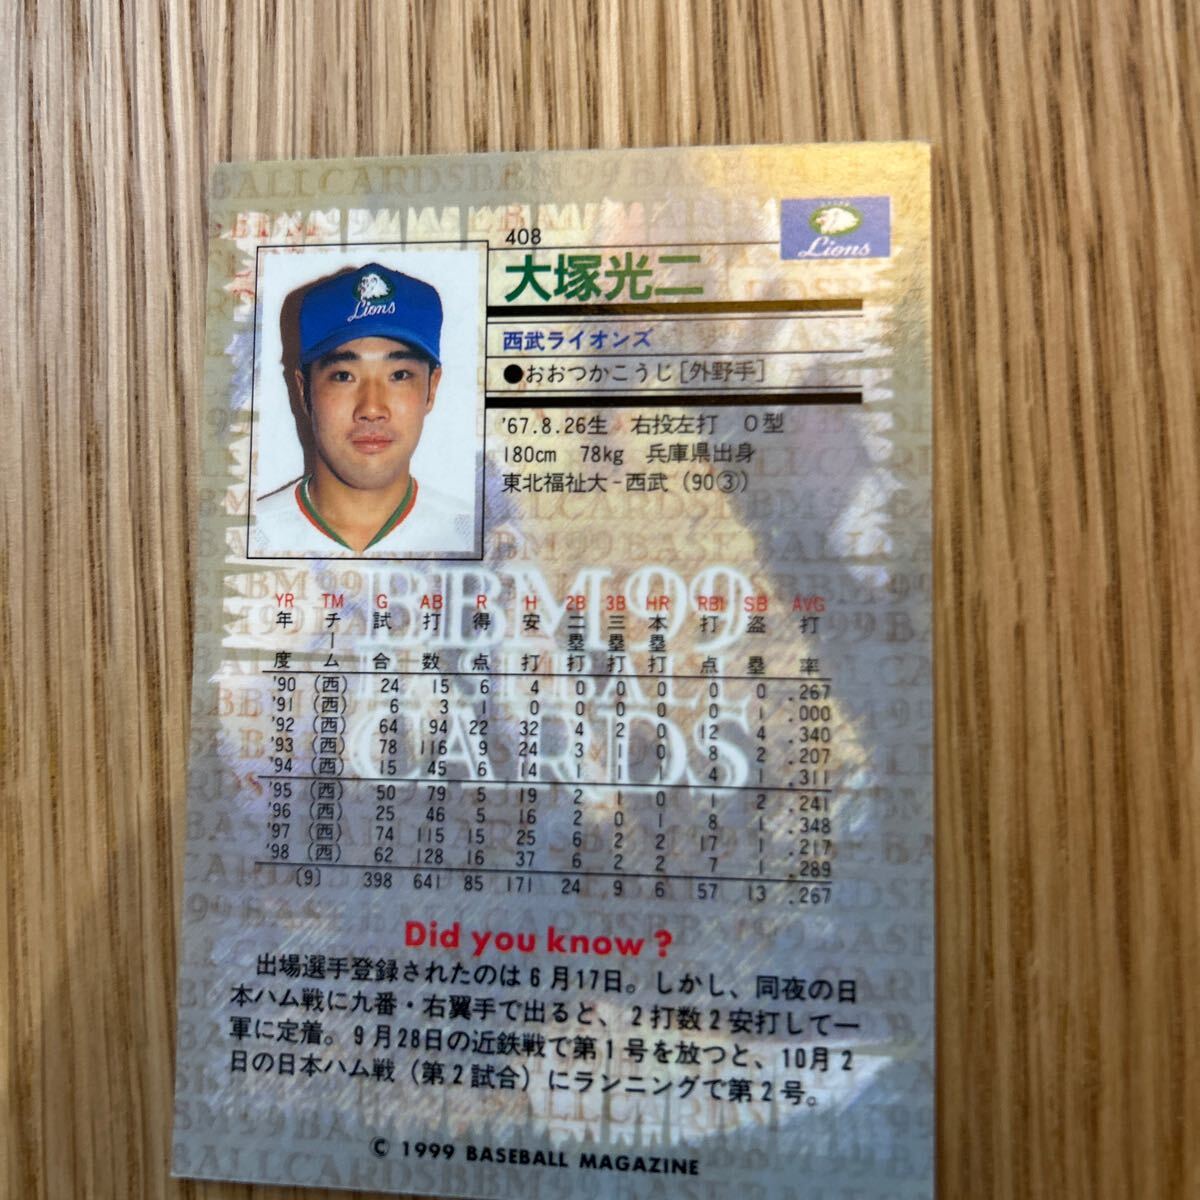 408
大塚光二
Lions
Lions
西武ライオンズ
●おおつかこうじ[外野手]
'67.8.26生 右投左打 O型
180cm 78kg 兵庫県出身
東北福祉大-西武(90③)
BBM99
BASEBALL
CARDS
YR TM G AB R H 2B 3B HR RBI SB AVG
年度 チーム 試合 打数 得点 安打 二塁打 三塁打 本塁打 打点 盗塁 打率
'90 (西) 24 15 6 4 0 0 0 0 0 .267
'91 (西) 6 3 1 0 0 0 0 0 1 .000
'92 (西) 64 94 22 32 4 2 0 12 4 .340
'93 (西) 78 116 9 24 3 1 0 8 2 .207
'94 (西) 15 45 6 14 1 1 1 4 1 .311
'95 (西) 50 79 5 19 2 1 0 1 2 .241
'96 (西) 25 46 5 16 2 0 1 8 1 .348
'97 (西) 74 115 15 25 6 2 2 17 1 .217
'98 (西) 62 128 16 37 6 2 2 7 1 .289
〔9〕 398 641 85 171 24 9 6 57 13 .267
Did you know?
出場選手登録されたのは6月17日。しかし、同夜の日
本ハム戦に九番・右翼手で出ると、2打数2安打して一
軍に定着。9月28日の近鉄戦で第1号を放つと、10月2
日の日本ハム戦(第2試合)にランニングで第2号。
© 1999 BASEBALL MAGAZINE